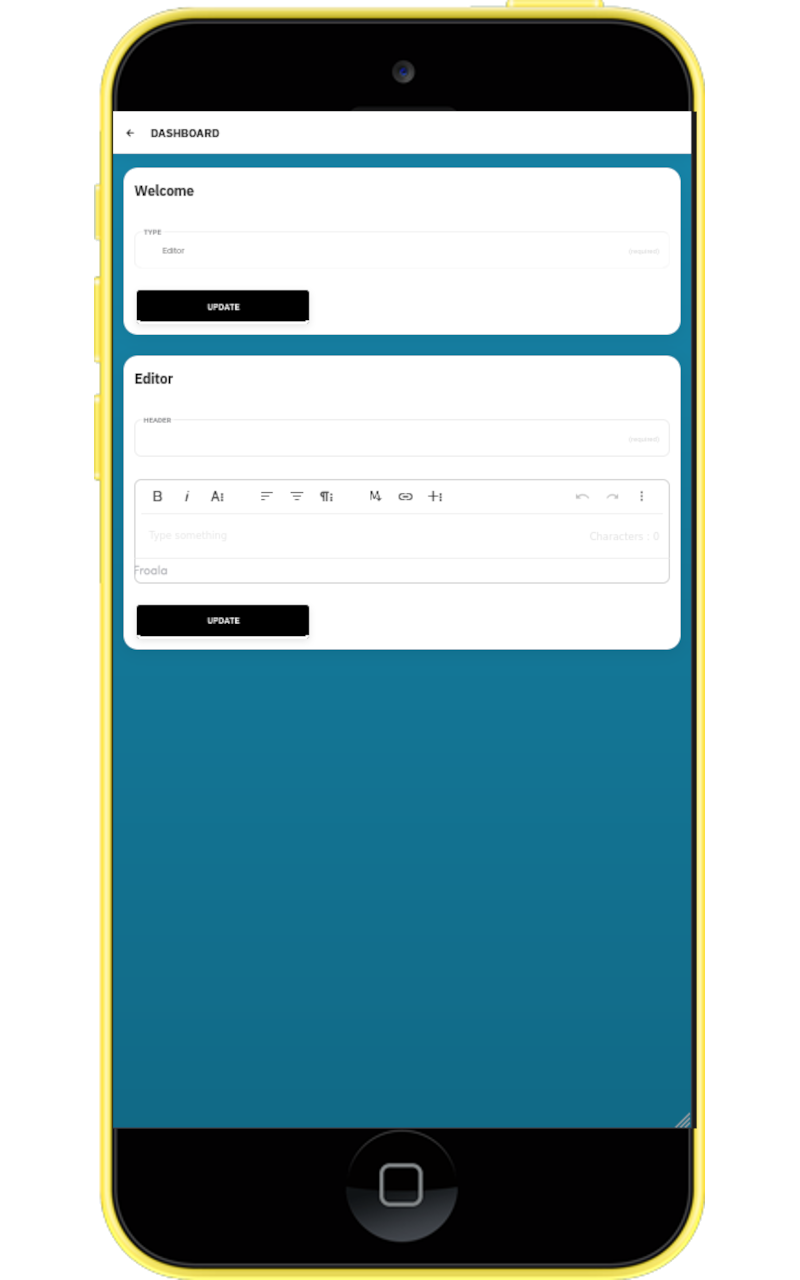 DASHBOARD
Welcome
TYPE
Editor (required)
UPDATE
Editor
HEADER
(required)
B i A
Type something Characters : 0
Froala
UPDATE